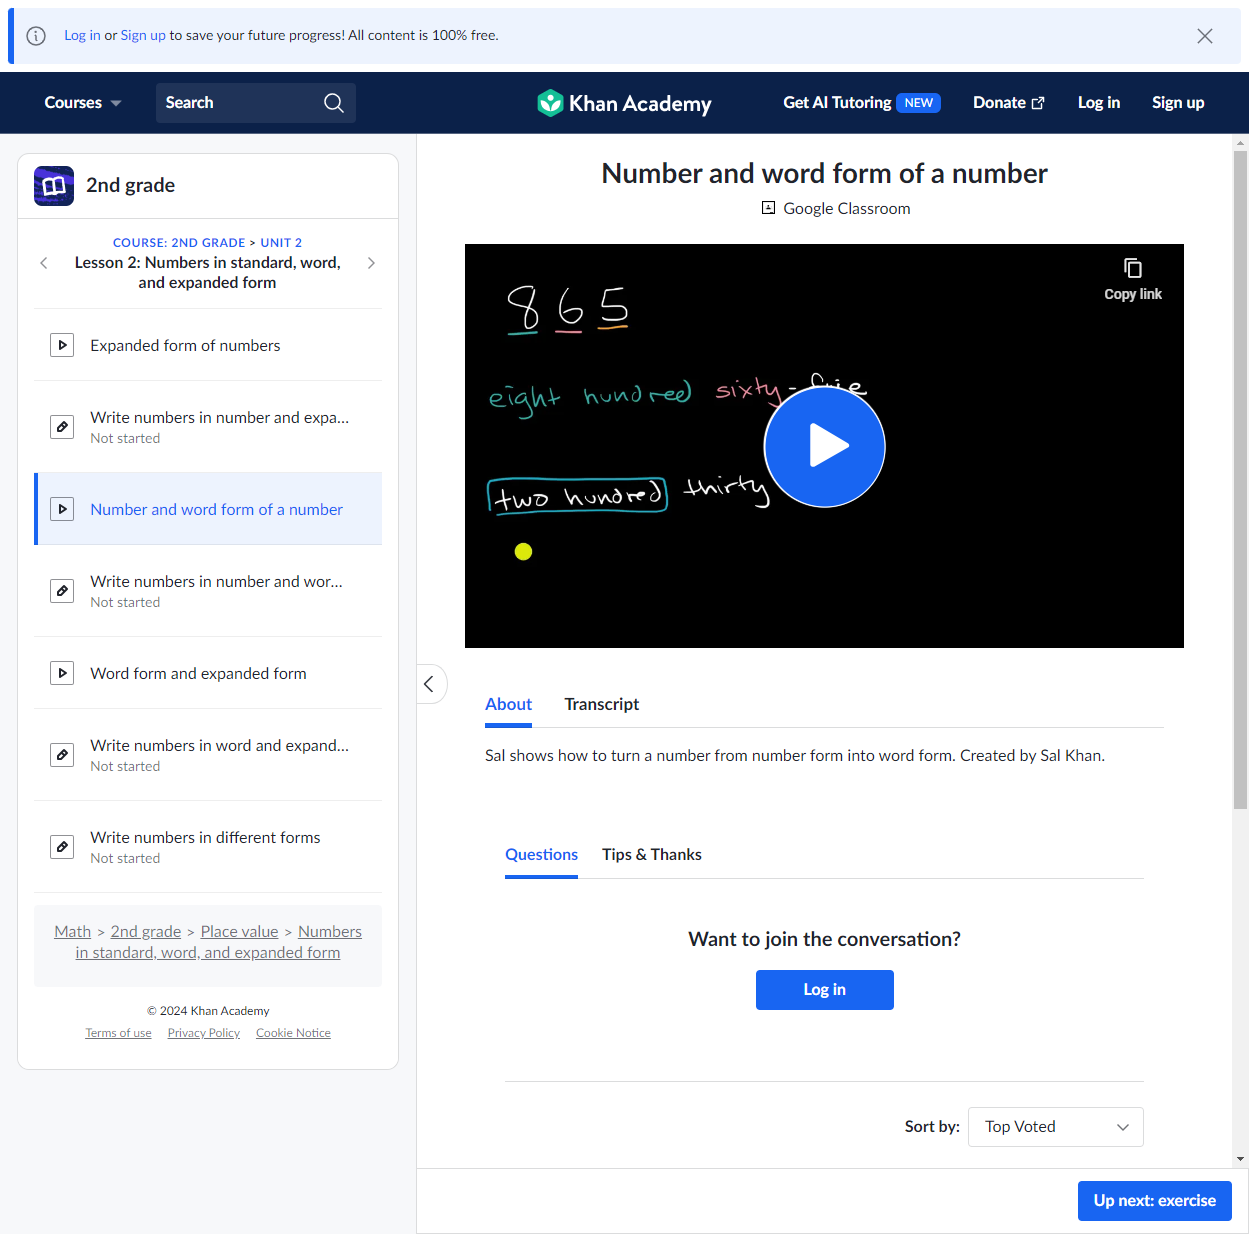 Log in or Sign up to save your future progress! All content is 100% free.
Courses
Search
Khan Academy
Get AI Tutoring NEW
Donate
Log in
Sign up
2nd grade
COURSE: 2ND GRADE > UNIT 2
Lesson 2: Numbers in standard, word,
and expanded form
Expanded form of numbers
Write numbers in number and expa...
Not started
Number and word form of a number
Write numbers in number and wor...
Not started
Word form and expanded form
Write numbers in word and expand...
Not started
Write numbers in different forms
Not started
Math > 2nd grade > Place value > Numbers
in standard, word, and expanded form
© 2024 Khan Academy
Terms of use Privacy Policy Cookie Notice
Number and word form of a number
Google Classroom
Copy link
865
eight hundred sixty-five
two hundred thirty
About Transcript
Sal shows how to turn a number from number form into word form. Created by Sal Khan.
Questions Tips & Thanks
Want to join the conversation?
Log in
Sort by: Top Voted
Up next: exercise